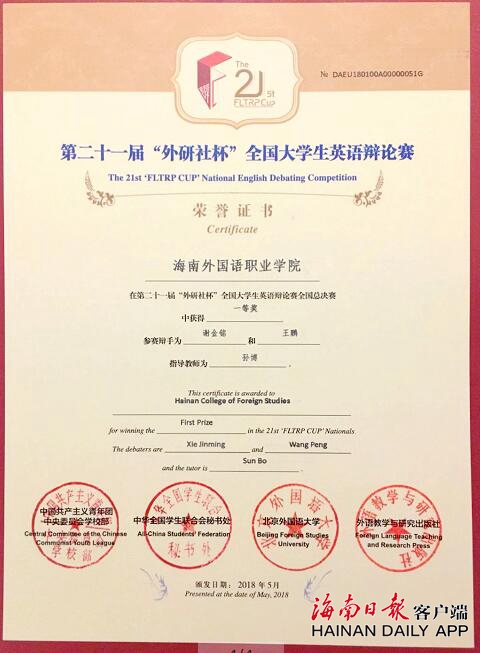 The
21st
FLTRP Cup
№ DAEU180100A00000051G
第二十一届“外研社杯”全国大学生英语辩论赛
The 21st ‘FLTRP CUP’ National English Debating Competition
荣誉证书
Certificate
海南外国语职业学院
在第二十一届“外研社杯”全国大学生英语辩论赛全国总决赛
中获得 一等奖
参赛辩手为 谢金铭 和 王鹏
指导教师为 孙博 。
This certificate is awarded to
Hainan College of Foreign Studies
for winning the First Prize in the 21st ‘FLTRP CUP’ Nationals.
The debaters are Xie Jinming and Wang Peng
and the tutor is Sun Bo .
中国共产主义青年团
中央委员会学校部
Central Committee of the Chinese
Communist Youth League
学校部
中华全国学生联合会秘书处
All-China Students' Federation
秘书处
北京外国语大学
Beijing Foreign Studies
University
外语教学与研究出版社
Foreign Language Teaching
and Research Press
颁发日期：2018 年 5月
Presented at the date of May, 2018
海南日报 客户端
HAINAN DAILY APP